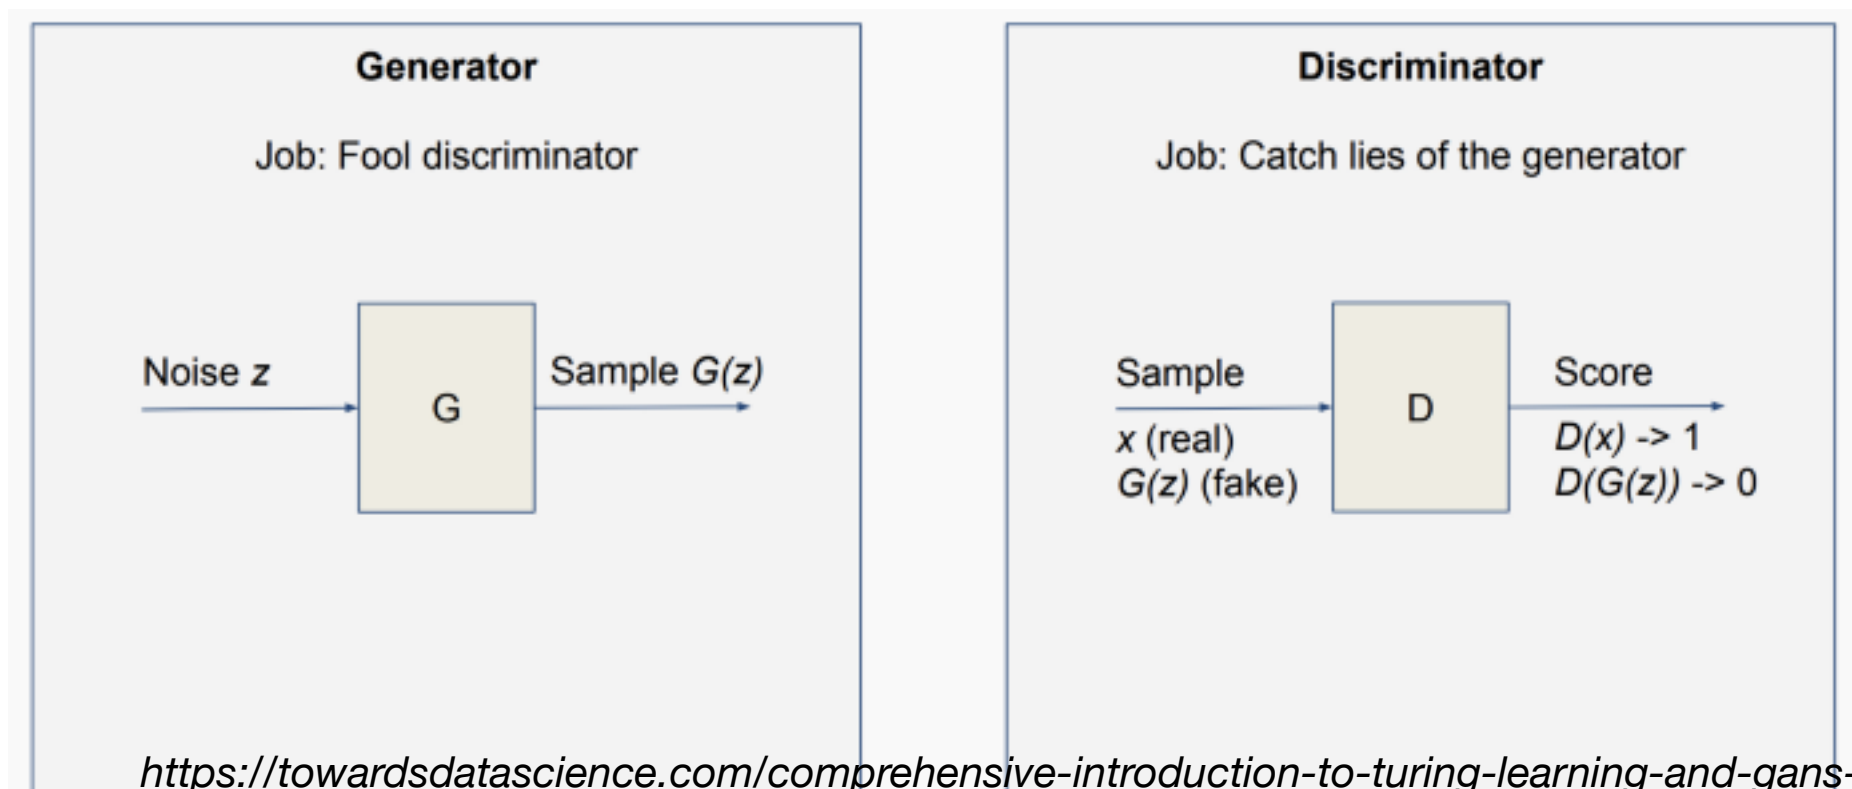 Generator
Job: Fool discriminator
Noise z
G
Sample G(z)
Discriminator
Job: Catch lies of the generator
Sample
x (real)
G(z) (fake)
D
Score
D(x) -> 1
D(G(z)) -> 0
https://towardsdatascience.com/comprehensive-introduction-to-turing-learning-and-gans-